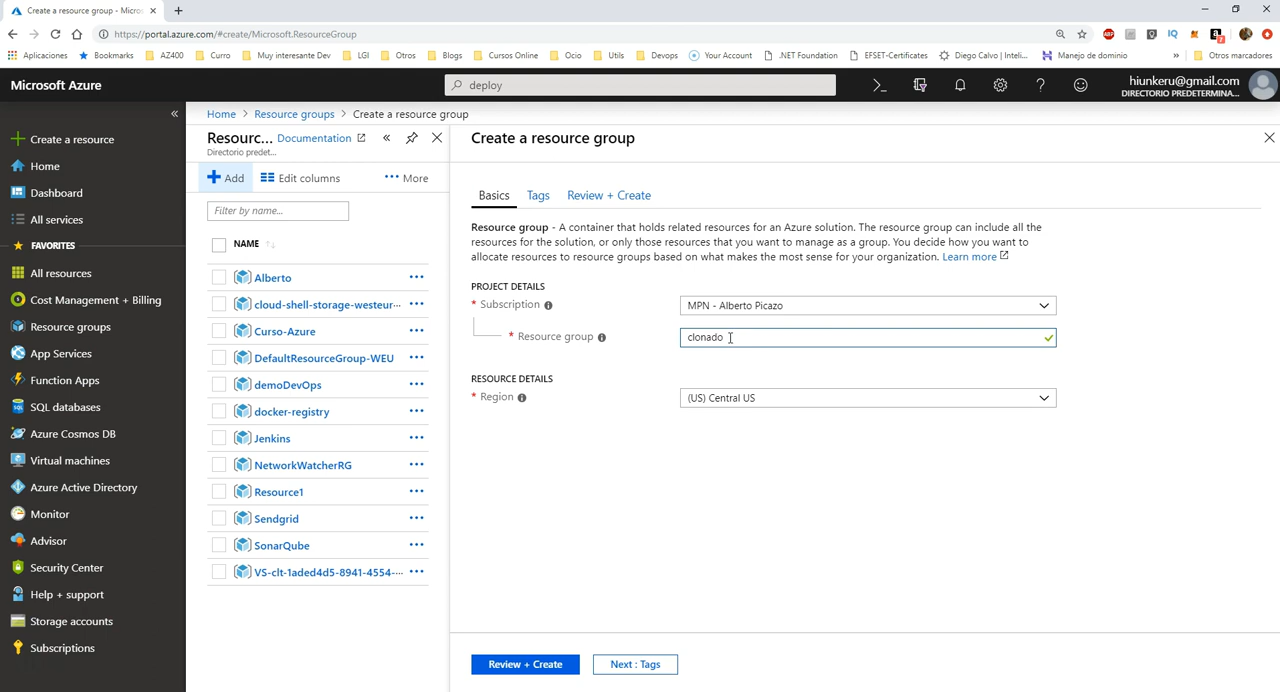 Create a resource group - Micros
https://portal.azure.com/#create/Microsoft.ResourceGroup
Aplicaciones
Bookmarks
AZ400
Curro
Muy interesante Dev
LGI
Otros
Blogs
Cursos Online
Ocio
Utils
Devops
Your Account
.NET Foundation
EFSET-Certificates
Diego Calvo | Inteli...
Manejo de dominio
»
Otros marcadores
Microsoft Azure
deploy
hiunkeru@gmail.com
DIRECTORIO PREDETERMINA...
«
Create a resource
Home
Dashboard
All services
FAVORITES
All resources
Cost Management + Billing
Resource groups
App Services
Function Apps
SQL databases
Azure Cosmos DB
Virtual machines
Azure Active Directory
Monitor
Advisor
Security Center
Help + support
Storage accounts
Subscriptions
Home > Resource groups > Create a resource group
Resourc... Documentation «
Directorio predet...
Add Edit columns ••• More
Filter by name...
NAME
Alberto •••
cloud-shell-storage-westeur... •••
Curso-Azure •••
DefaultResourceGroup-WEU •••
demoDevOps •••
docker-registry •••
Jenkins •••
NetworkWatcherRG •••
Resource1 •••
Sendgrid •••
SonarQube •••
VS-clt-1aded4d5-8941-4554-... •••
Create a resource group
Basics Tags Review + Create
Resource group - A container that holds related resources for an Azure solution. The resource group can include all the
resources for the solution, or only those resources that you want to manage as a group. You decide how you want to
allocate resources to resource groups based on what makes the most sense for your organization. Learn more
PROJECT DETAILS
* Subscription MPN - Alberto Picazo
* Resource group clonado
RESOURCE DETAILS
* Region (US) Central US
Review + Create Next : Tags